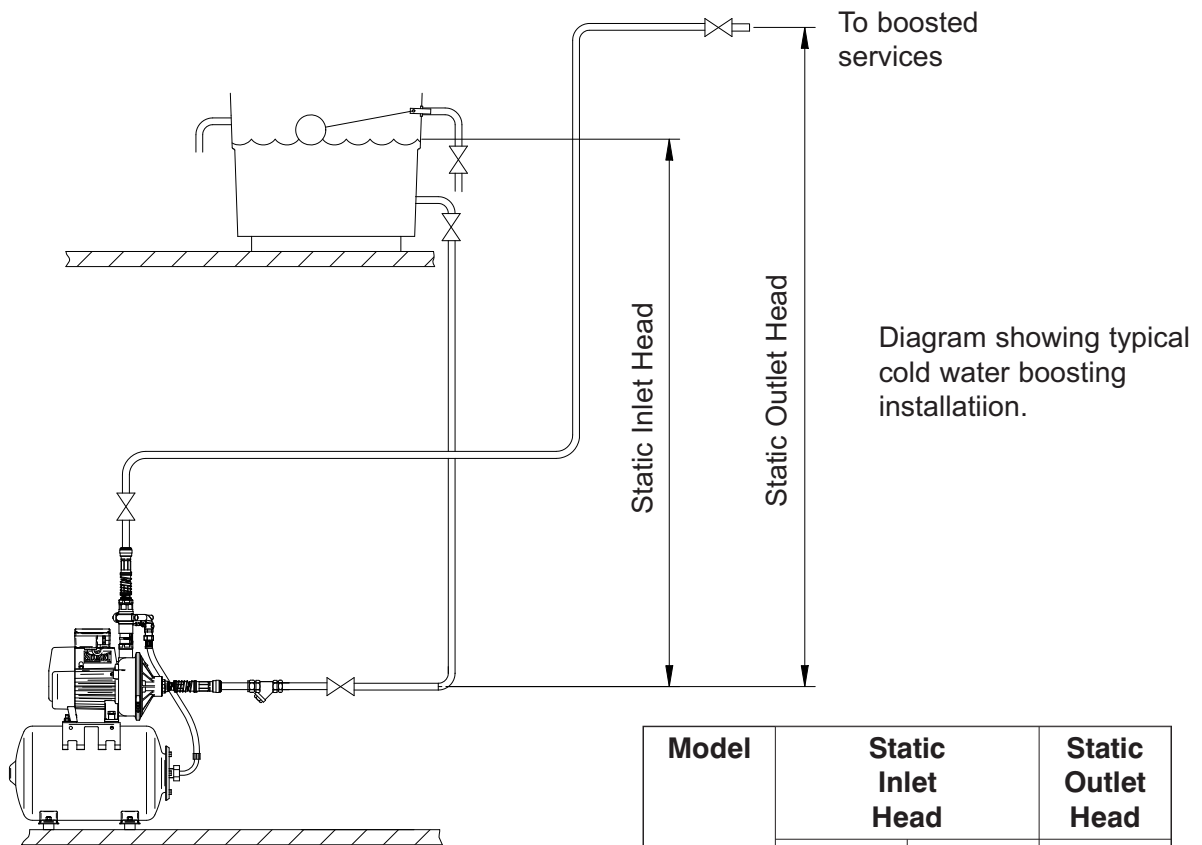 To boosted
services
Static Inlet Head
Static Outlet Head
Diagram showing typical
cold water boosting
installatiion.
Model
Static
Inlet
Head
Static
Outlet
Head